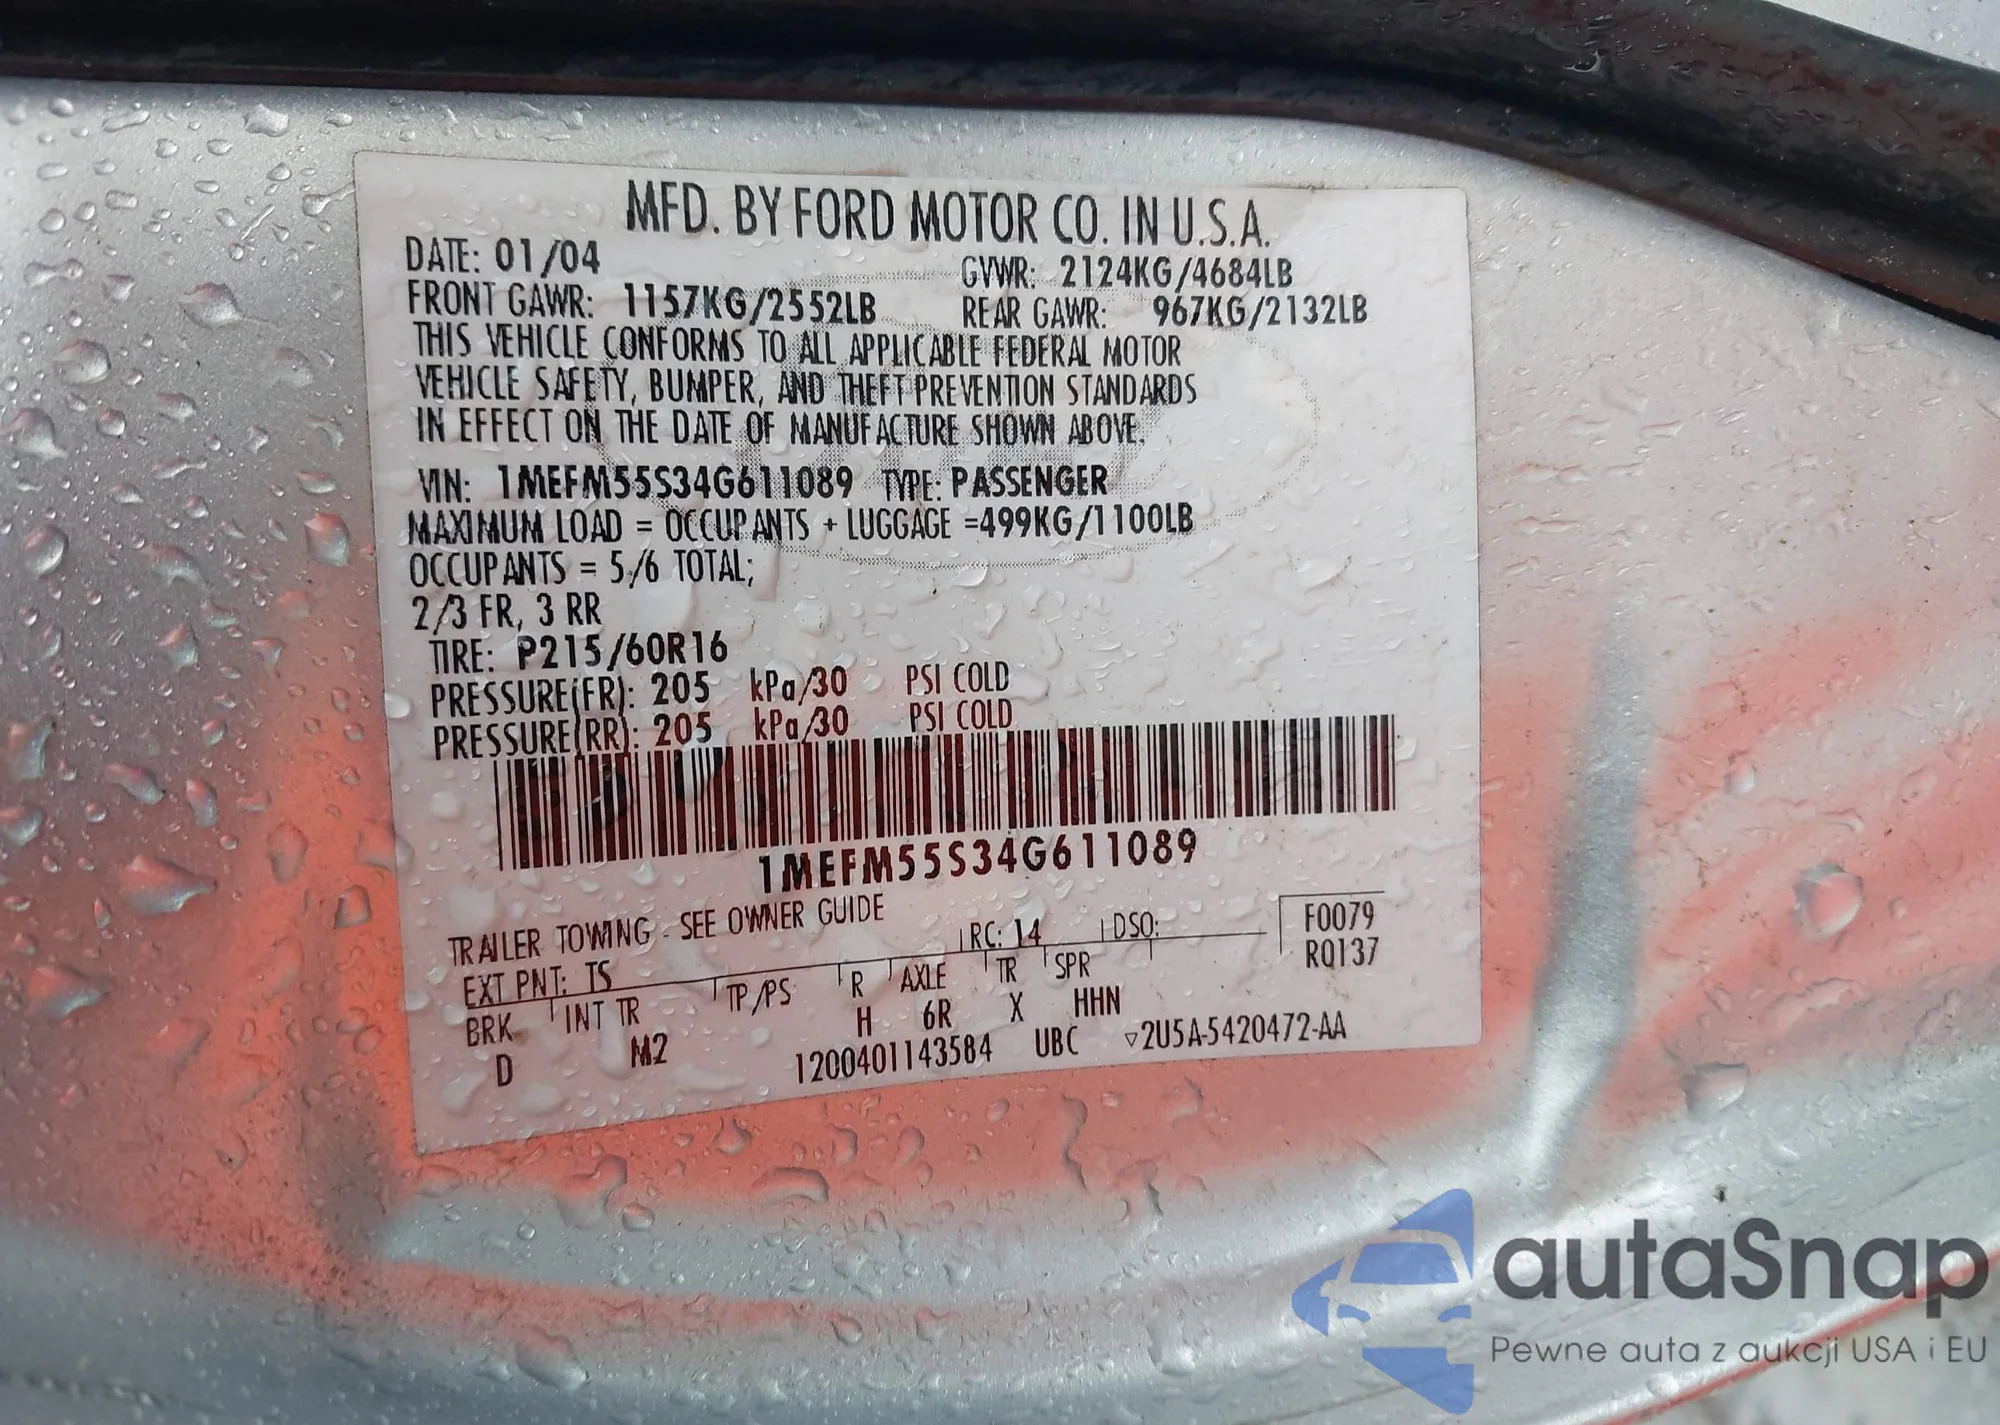 MFD. BY FORD MOTOR CO. IN U.S.A.
DATE: 01/04 GVWR: 2124KG/4684LB
FRONT GAWR: 1157KG/2552LB REAR GAWR: 967KG/2132LB
THIS VEHICLE CONFORMS TO ALL APPLICABLE FEDERAL MOTOR
VEHICLE SAFETY, BUMPER, AND THEFT PREVENTION STANDARDS
IN EFFECT ON THE DATE OF MANUFACTURE SHOWN ABOVE.
VIN: 1MEFM55S34G611089 TYPE: PASSENGER
MAXIMUM LOAD = OCCUPANTS + LUGGAGE =499KG/1100LB
OCCUPANTS = 5/6 TOTAL;
2/3 FR, 3 RR
TIRE: P215/60R16
PRESSURE(FR): 205 kPa/30 PSI COLD
PRESSURE(RR): 205 kPa/30 PSI COLD
1MEFM55S34G611089
TRAILER TOWING - SEE OWNER GUIDE
F0079
EXT PNT: TS RC: 14 DSO: RQ137
BRK INT TR TP/PS R AXLE TR SPR
D M2 H 6R X HHN
1200401143584 UBC ▽2U5A-5420472-AA
autaSnap
Pewne auta z aukcji USA i EU